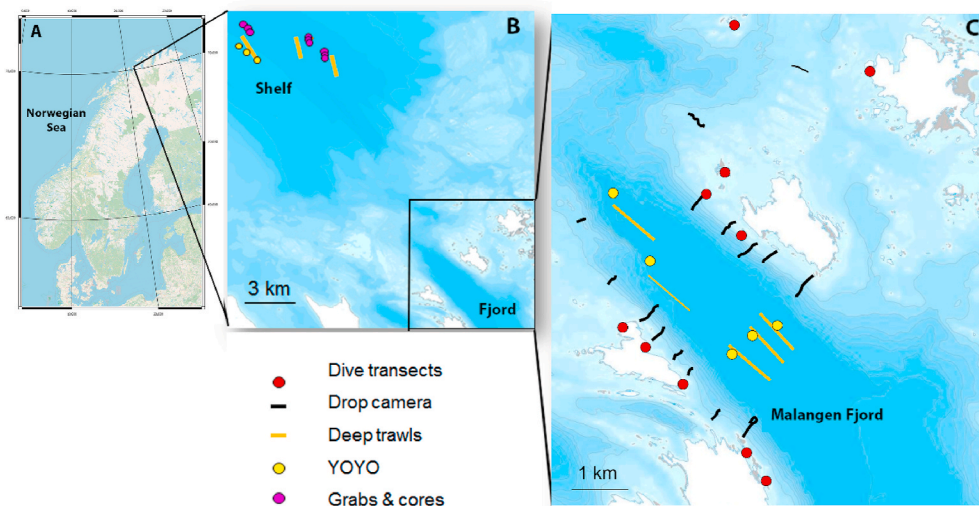 A
Norwegian
Sea
B
Shelf
3 km
Fjord
C
Malangen Fjord
1 km
Dive transects
Drop camera
Deep trawls
YOYO
Grabs & cores